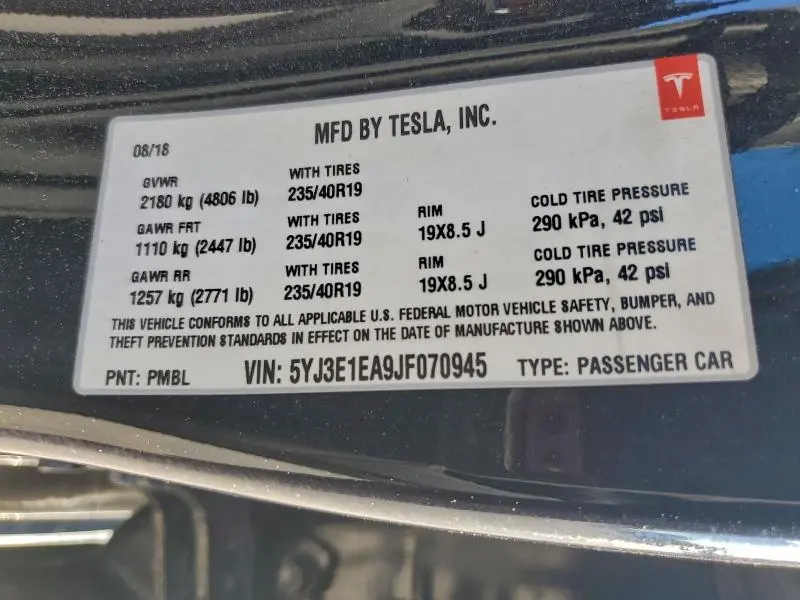 TESLA
MFD BY TESLA, INC.
08/18
GVWR
2180 kg (4806 lb)
WITH TIRES
235/40R19
GAWR FRT
1110 kg (2447 lb)
WITH TIRES
235/40R19
RIM
19X8.5 J
COLD TIRE PRESSURE
290 kPa, 42 psi
GAWR RR
1257 kg (2771 lb)
WITH TIRES
235/40R19
RIM
19X8.5 J
COLD TIRE PRESSURE
290 kPa, 42 psi
THIS VEHICLE CONFORMS TO ALL APPLICABLE U.S. FEDERAL MOTOR VEHICLE SAFETY, BUMPER, AND
THEFT PREVENTION STANDARDS IN EFFECT ON THE DATE OF MANUFACTURE SHOWN ABOVE.
PNT: PMBL VIN: 5YJ3E1EA9JF070945 TYPE: PASSENGER CAR